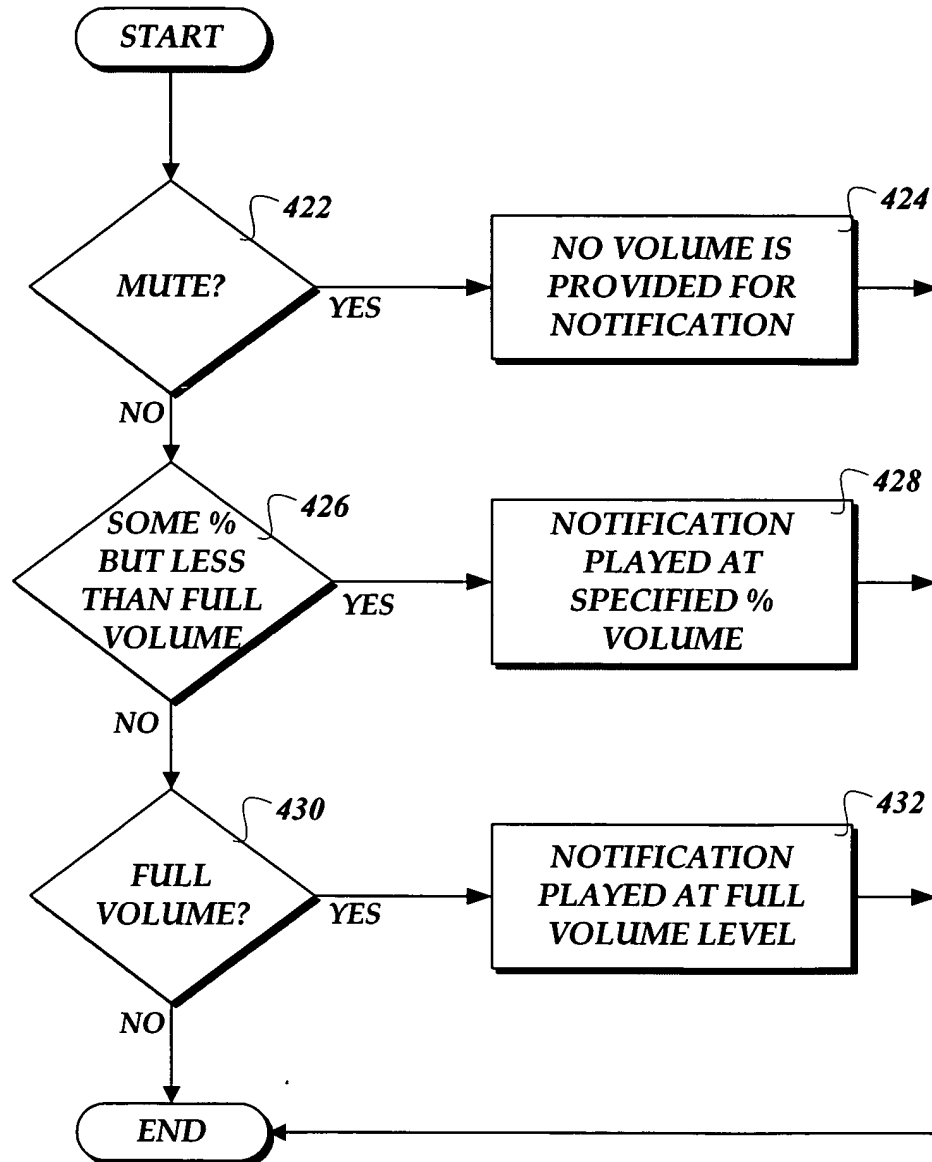 START
422
MUTE?
YES
NO
424
NO VOLUME IS
PROVIDED FOR
NOTIFICATION
426
SOME %
BUT LESS
THAN FULL
VOLUME
YES
NO
428
NOTIFICATION
PLAYED AT
SPECIFIED %
VOLUME
430
FULL
VOLUME?
YES
NO
432
NOTIFICATION
PLAYED AT FULL
VOLUME LEVEL
END